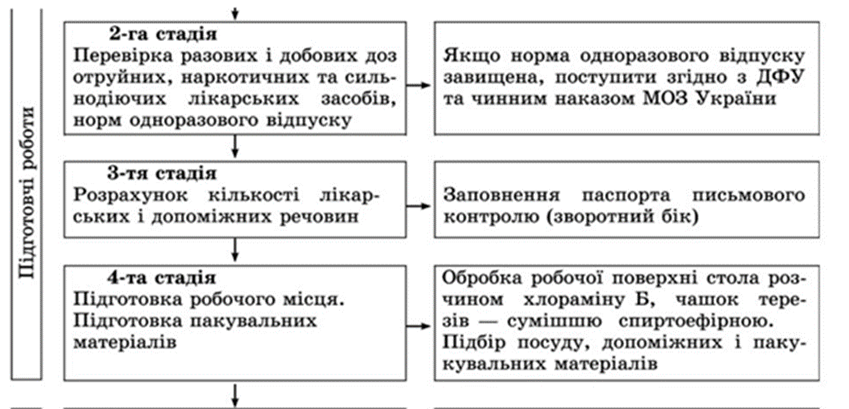 Підготовчі роботи
2-га стадія
Перевірка разових і добових доз
отруйних, наркотичних та силь-
нодіючих лікарських засобів,
норм одноразового відпуску
Якщо норма одноразового відпуску
завищена, поступити згідно з ДФУ
та чинним наказом МОЗ України
3-тя стадія
Розрахунок кількості лікар-
ських і допоміжних речовин
Заповнення паспорта письмового
контролю (зворотний бік)
4-та стадія
Підготовка робочого місця.
Підготовка пакувальних
матеріалів
Обробка робочої поверхні стола роз-
чином хлораміну Б, чашок тере-
зів — сумішшю спиртоефірною.
Підбір посуду, допоміжних і паку-
кувальних матеріалів